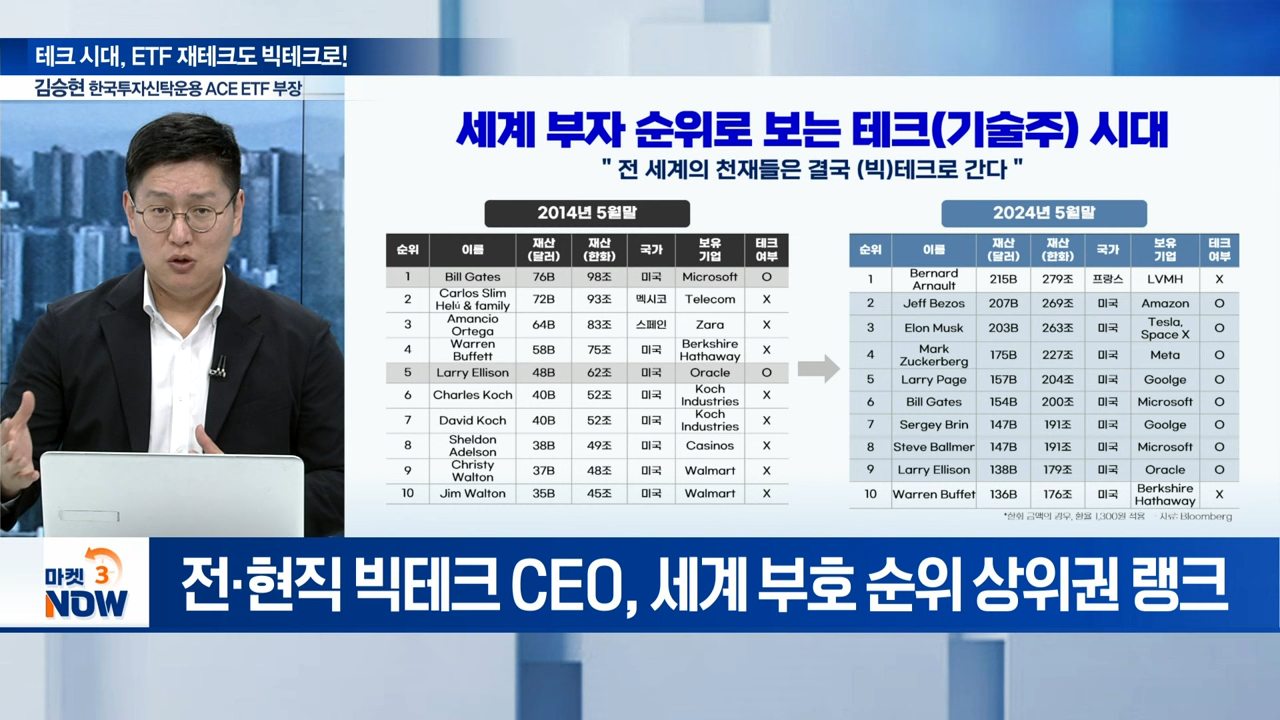 테크 시대, ETF 재테크도 빅테크로!
김승현 한국투자신탁운용 ACE ETF 부장
세계 부자 순위로 보는 테크(기술주) 시대
" 전 세계의 천재들은 결국 (빅)테크로 간다 "
2014년 5월말
순위 이름 재산(달러) 재산(한화) 국가 보유기업 테크여부
1 Bill Gates 76B 98조 미국 Microsoft O
2 Carlos Slim Helú & family 72B 93조 멕시코 Telecom X
3 Amancio Ortega 64B 83조 스페인 Zara X
4 Warren Buffett 58B 75조 미국 Berkshire Hathaway X
5 Larry Ellison 48B 62조 미국 Oracle O
6 Charles Koch 40B 52조 미국 Koch Industries X
7 David Koch 40B 52조 미국 Koch Industries X
8 Sheldon Adelson 38B 49조 미국 Casinos X
9 Christy Walton 37B 48조 미국 Walmart X
10 Jim Walton 35B 45조 미국 Walmart X
2024년 5월말
순위 이름 재산(달러) 재산(한화) 국가 보유기업 테크여부
1 Bernard Arnault 215B 279조 프랑스 LVMH X
2 Jeff Bezos 207B 269조 미국 Amazon O
3 Elon Musk 203B 263조 미국 Tesla, Space X O
4 Mark Zuckerberg 175B 227조 미국 Meta O
5 Larry Page 157B 204조 미국 Goolge O
6 Bill Gates 154B 200조 미국 Microsoft O
7 Sergey Brin 147B 191조 미국 Goolge O
8 Steve Ballmer 147B 191조 미국 Microsoft O
9 Larry Ellison 138B 179조 미국 Oracle O
10 Warren Buffet 136B 176조 미국 Berkshire Hathaway X
*한화 금액의 경우, 환율 1,300원 적용 자료: Bloomberg
마켓 3 NOW
전·현직 빅테크 CEO, 세계 부호 순위 상위권 랭크